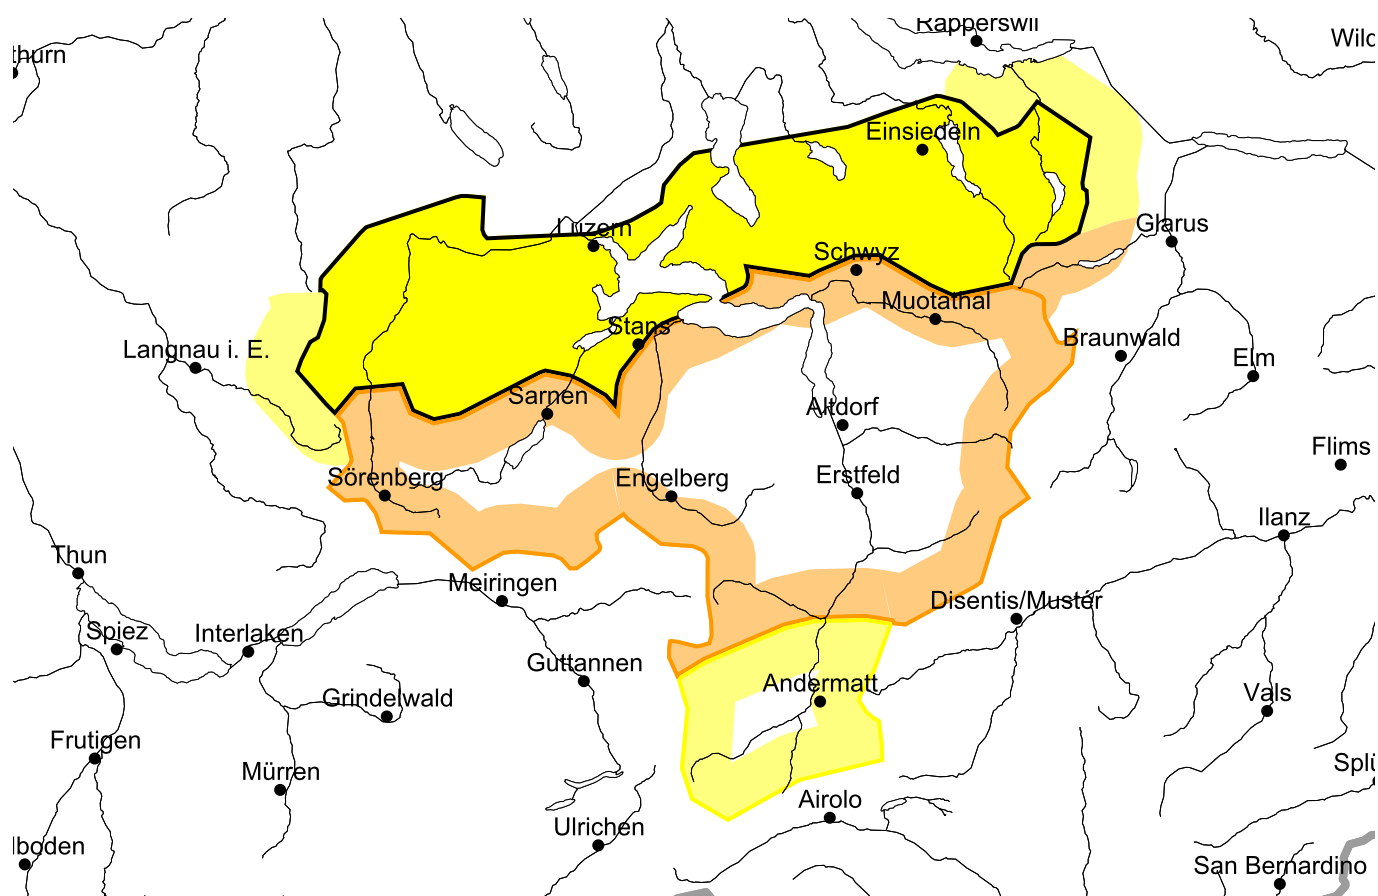 Rapperswil
thurn
Wild
Einsiedeln
Luzern
Glarus
Schwyz
Muotathal
Stans
Braunwald
Langnau i. E.
Elm
Sarnen
Altdorf
Flims
Sörenberg
Engelberg
Erstfeld
Ilanz
Thun
Meiringen
Disentis/Mustér
Spiez
Interlaken
Guttannen
Andermatt
Vals
Grindelwald
Frutigen
Mürren
Splü
Airolo
Ulrichen
lboden
San Bernardino